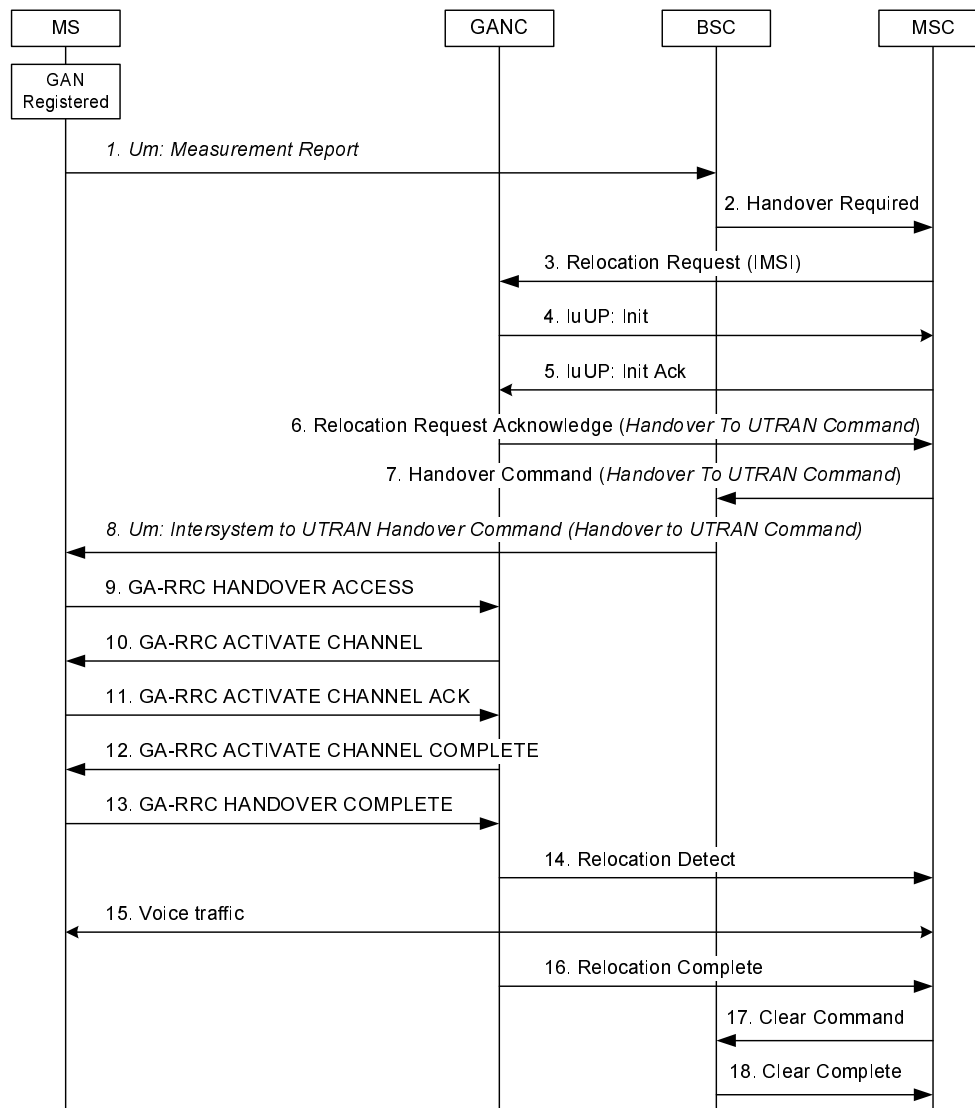 MS
GANC
BSC
MSC
GAN
Registered
1. Um: Measurement Report
2. Handover Required
3. Relocation Request (IMSI)
4. IuUP: Init
5. IuUP: Init Ack
6. Relocation Request Acknowledge (Handover To UTRAN Command)
7. Handover Command (Handover To UTRAN Command)
8. Um: Intersystem to UTRAN Handover Command (Handover to UTRAN Command)
9. GA-RRC HANDOVER ACCESS
10. GA-RRC ACTIVATE CHANNEL
11. GA-RRC ACTIVATE CHANNEL ACK
12. GA-RRC ACTIVATE CHANNEL COMPLETE
13. GA-RRC HANDOVER COMPLETE
14. Relocation Detect
15. Voice traffic
16. Relocation Complete
17. Clear Command
18. Clear Complete